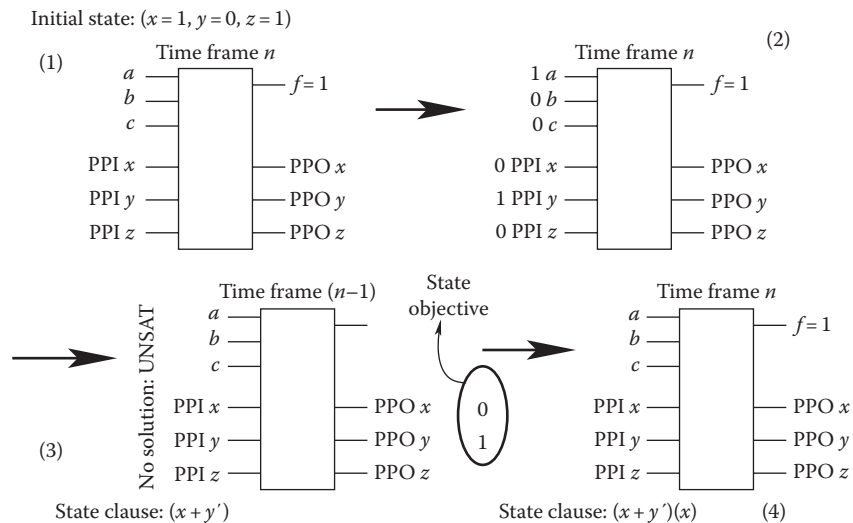 Initial state: (x = 1, y = 0, z = 1)
(1)
Time frame n
a
b
c
f = 1
PPI x
PPI y
PPI z
PPO x
PPO y
PPO z
(2)
Time frame n
1 a
0 b
0 c
f = 1
0 PPI x
1 PPI y
0 PPI z
PPO x
PPO y
PPO z
(3)
No solution: UNSAT
Time frame (n–1)
a
b
c
PPI x
PPI y
PPI z
PPO x
PPO y
PPO z
State clause: (x + y′)
State
objective
0
1
Time frame n
a
b
c
f = 1
PPI x
PPI y
PPI z
PPO x
PPO y
PPO z
State clause: (x + y′)(x)
(4)